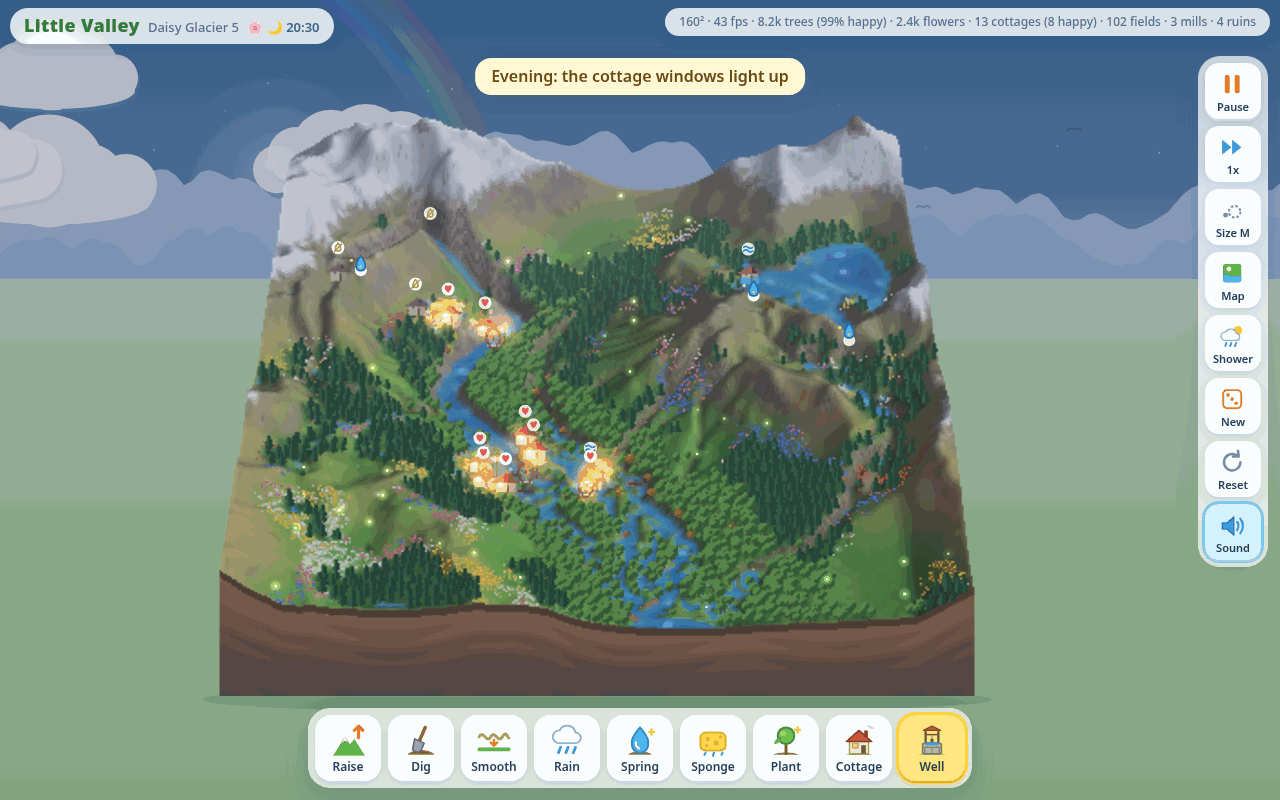 Little Valley Daisy Glacier 5 🌸 🌙 20:30
160² · 43 fps · 8.2k trees (99% happy) · 2.4k flowers · 13 cottages (8 happy) · 102 fields · 3 mills · 4 ruins
Evening: the cottage windows light up
Pause
1x
Size M
Map
Shower
New
Reset
Sound
Raise
Dig
Smooth
Rain
Spring
Sponge
Plant
Cottage
Well